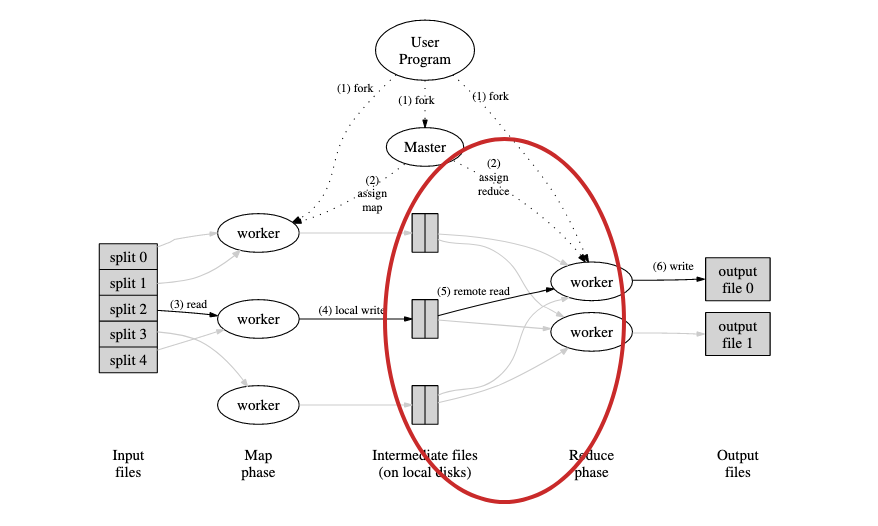 User
Program
(1) fork
(1) fork
(1) fork
Master
(2)
assign
map
(2)
assign
reduce
worker
split 0
split 1
split 2
split 3
split 4
(3) read
worker
(4) local write
(5) remote read
worker
(6) write
output
file 0
worker
output
file 1
worker
Input
files
Map
phase
Intermediate files
(on local disks)
Reduce
phase
Output
files